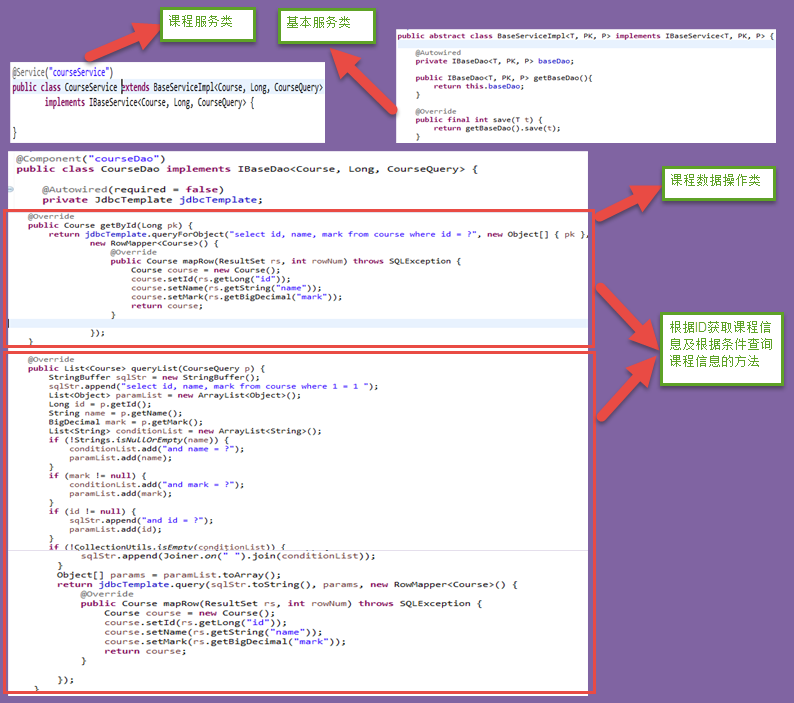 课程服务类
基本服务类
@Service("courseService")
public class CourseService extends BaseServiceImpl<Course, Long, CourseQuery>
implements IBaseService<Course, Long, CourseQuery> {
}
public abstract class BaseServiceImpl<T, PK, P> implements IBaseService<T, PK, P> {
@Autowired
private IBaseDao<T, PK, P> baseDao;
public IBaseDao<T, PK, P> getBaseDao(){
return this.baseDao;
}
@Override
public final int save(T t) {
return getBaseDao().save(t);
}
@Component("courseDao")
public class CourseDao implements IBaseDao<Course, Long, CourseQuery> {
@Autowired(required = false)
private JdbcTemplate jdbcTemplate;
课程数据操作类
@Override
public Course getById(Long pk) {
return jdbcTemplate.queryForObject("select id, name, mark from course where id = ?", new Object[] { pk },
new RowMapper<Course>() {
@Override
public Course mapRow(ResultSet rs, int rowNum) throws SQLException {
Course course = new Course();
course.setId(rs.getLong("id"));
course.setName(rs.getString("name"));
course.setMark(rs.getBigDecimal("mark"));
return course;
}
});
}
根据ID获取课程信
息及根据条件查询
课程信息的方法
@Override
public List<Course> queryList(CourseQuery p) {
StringBuffer sqlStr = new StringBuffer();
sqlStr.append("select id, name, mark from course where 1 = 1 ");
List<Object> paramList = new ArrayList<Object>();
Long id = p.getId();
String name = p.getName();
BigDecimal mark = p.getMark();
List<String> conditionList = new ArrayList<String>();
if (!Strings.isNullOrEmpty(name)) {
conditionList.add("and name = ?");
paramList.add(name);
}
if (mark != null) {
conditionList.add("and mark = ?");
paramList.add(mark);
}
if (id != null) {
sqlStr.append("and id = ?");
paramList.add(id);
}
if (!CollectionUtils.isEmpty(conditionList)) {
sqlStr.append(Joiner.on(" ").join(conditionList));
}
Object[] params = paramList.toArray();
return jdbcTemplate.query(sqlStr.toString(), params, new RowMapper<Course>() {
@Override
public Course mapRow(ResultSet rs, int rowNum) throws SQLException {
Course course = new Course();
course.setId(rs.getLong("id"));
course.setName(rs.getString("name"));
course.setMark(rs.getBigDecimal("mark"));
return course;
}
});
}